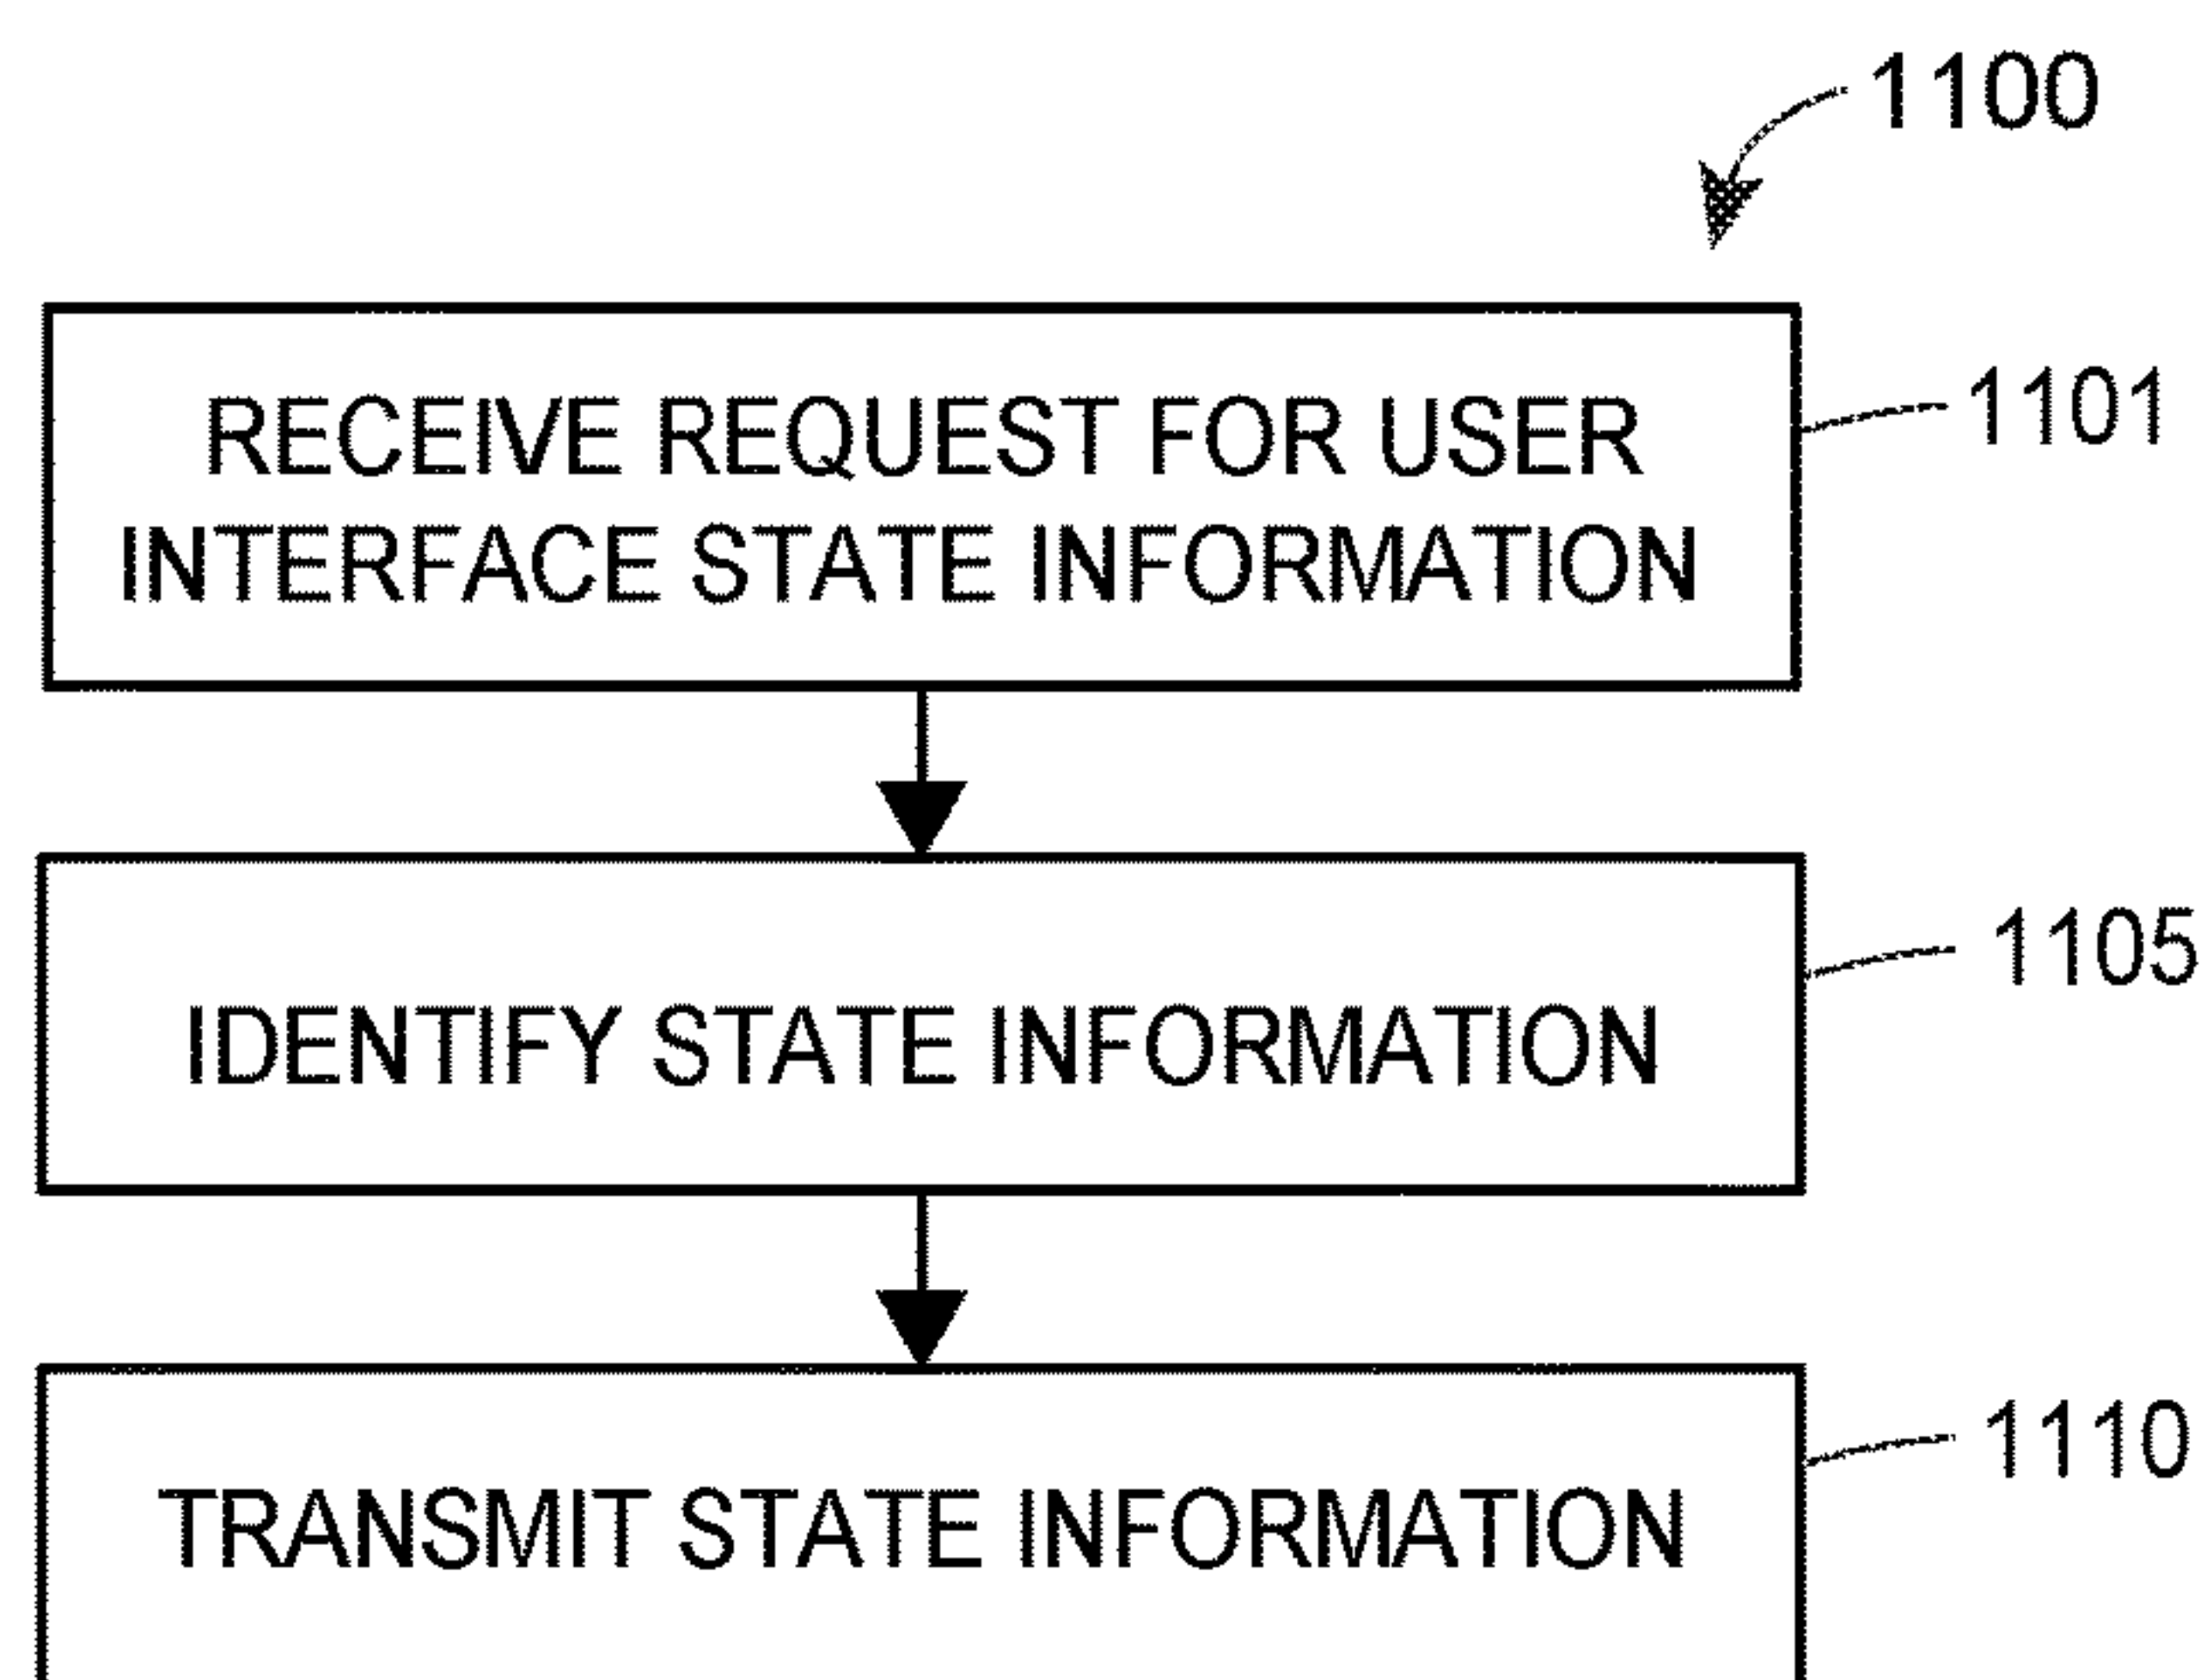 1100
RECEIVE REQUEST FOR USER
INTERFACE STATE INFORMATION
1101
IDENTIFY STATE INFORMATION
1105
TRANSMIT STATE INFORMATION
1110